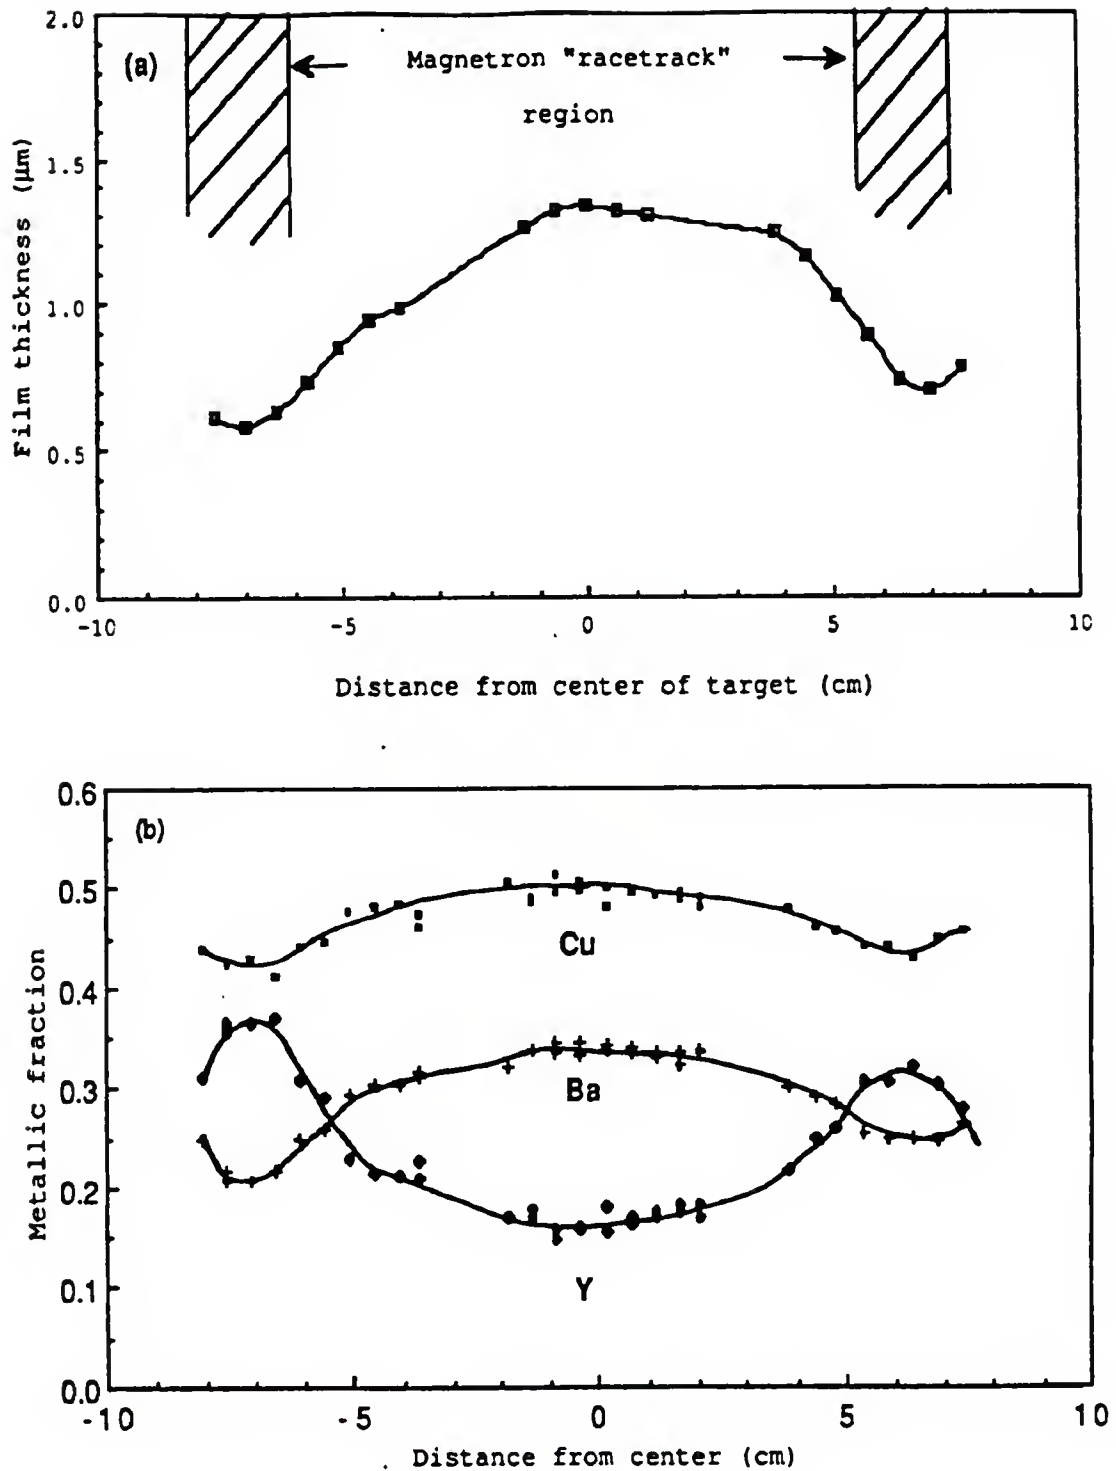 2.0
(a)
Magnetron "racetrack"
region
1.5
1.0
0.5
0.0
Film thickness (μm)
-10
-5
0
5
10
Distance from center of target (cm)
0.6
(b)
0.5
Cu
0.4
0.3
Ba
0.2
0.1
Y
0.0
Metallic fraction
-10
-5
0
5
10
Distance from center (cm)